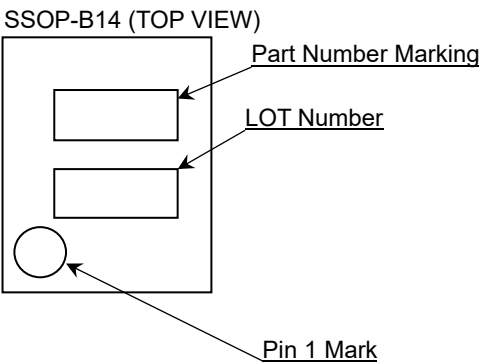 SSOP-B14 (TOP VIEW)
Part Number Marking
LOT Number
Pin 1 Mark